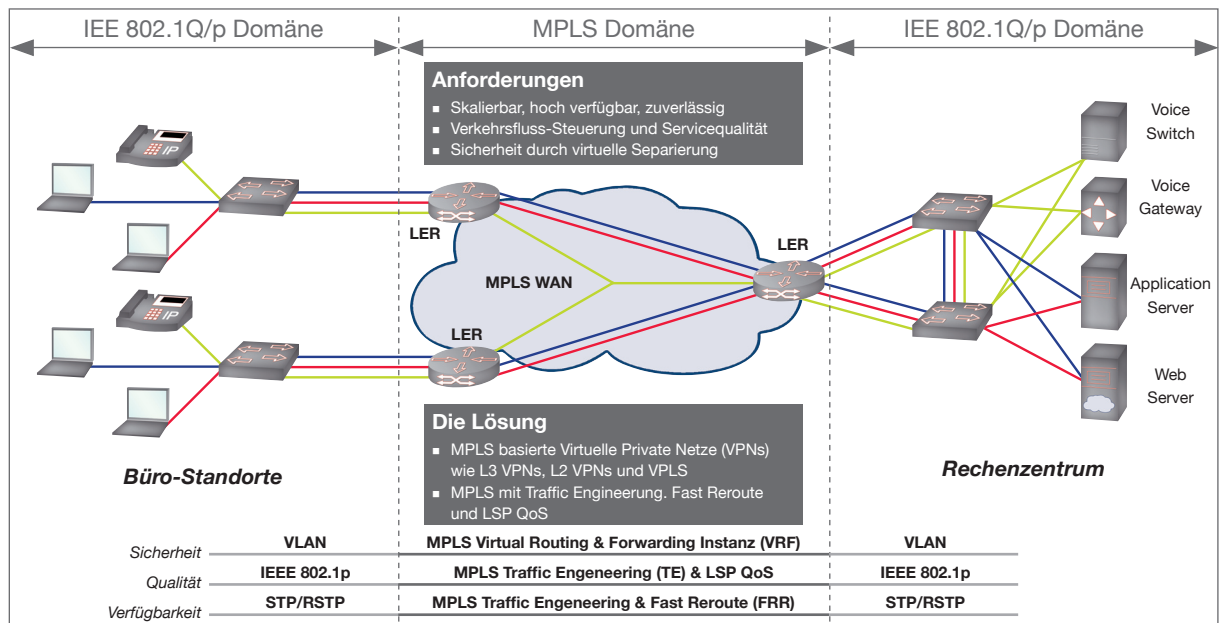 IEE 802.1Q/p Domäne
MPLS Domäne
IEE 802.1Q/p Domäne
Anforderungen
▪ Skalierbar, hoch verfügbar, zuverlässig
▪ Verkehrsfluss-Steuerung und Servicequalität
▪ Sicherheit durch virtuelle Separierung
IP
IP
LER
MPLS WAN
LER
LER
Voice
Switch
Voice
Gateway
Application
Server
Web
Server
Büro-Standorte
Die Lösung
▪ MPLS basierte Virtuelle Private Netze (VPNs)
wie L3 VPNs, L2 VPNs und VPLS
▪ MPLS mit Traffic Engineerung. Fast Reroute
und LSP QoS
Rechenzentrum
Sicherheit VLAN MPLS Virtual Routing & Forwarding Instanz (VRF) VLAN
Qualität IEEE 802.1p MPLS Traffic Engeneering (TE) & LSP QoS IEEE 802.1p
Verfügbarkeit STP/RSTP MPLS Traffic Engeneering & Fast Reroute (FRR) STP/RSTP